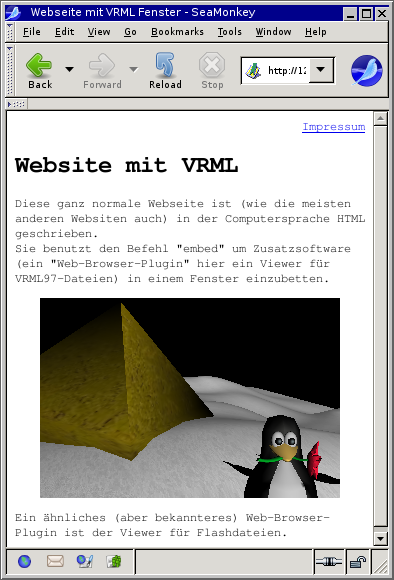 Webseite mit VRML Fenster - SeaMonkey
File Edit View Go Bookmarks Tools Window Help
Back Forward Reload Stop http://12
Impressum
Website mit VRML
Diese ganz normale Webseite ist (wie die meisten
anderen Websiten auch) in der Computersprache HTML
geschrieben.
Sie benutzt den Befehl "embed" um Zusatzsoftware
(ein "Web-Browser-Plugin" hier ein Viewer für
VRML97-Dateien) in einem Fenster einzubetten.
Ein ähnliches (aber bekannteres) Web-Browser-
Plugin ist der Viewer für Flashdateien.